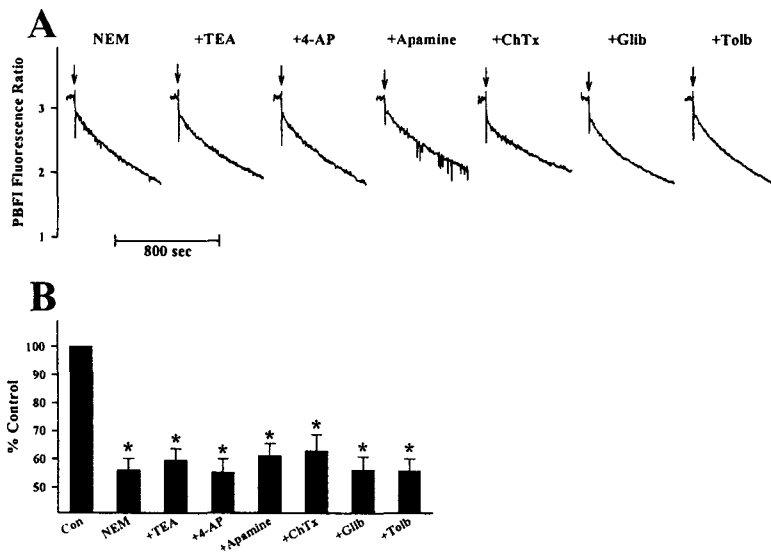 A
NEM +TEA +4-AP +Apamine +ChTx +Glib +Tolb
PBFI Fluorescence Ratio
3
2
1
800 sec
B
% Control
100
90
80
70
60
50
* * * * * * *
Con NEM +TEA +4-AP +Apamine +ChTx +Glib +Tolb